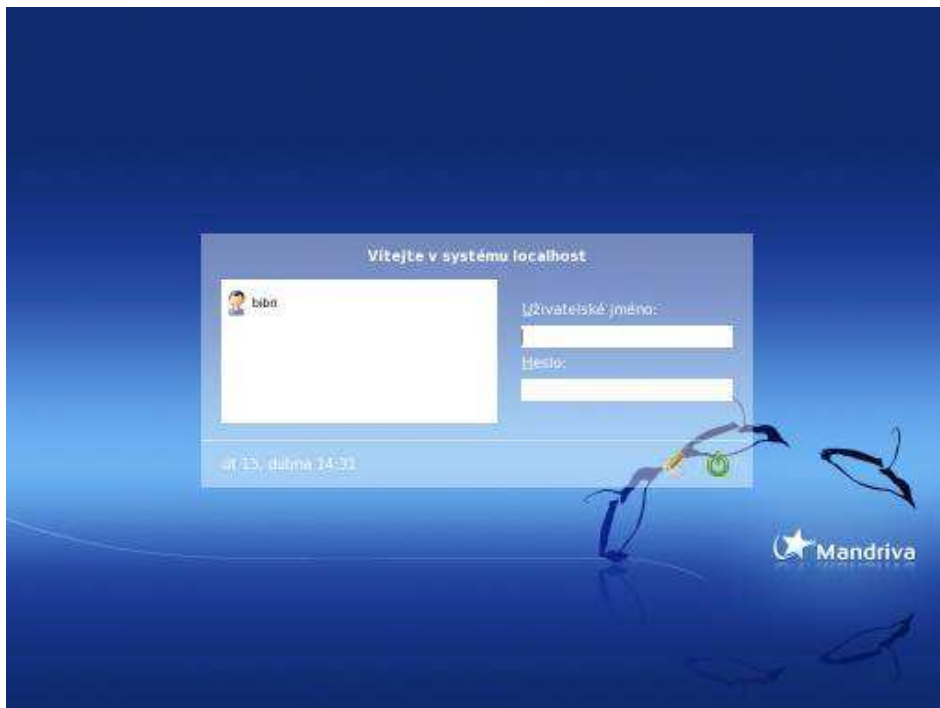 Vítejte v systému localhost
bibri
Uživatelské jméno:
Heslo:
út 15, dubna 14:31
Mandriva